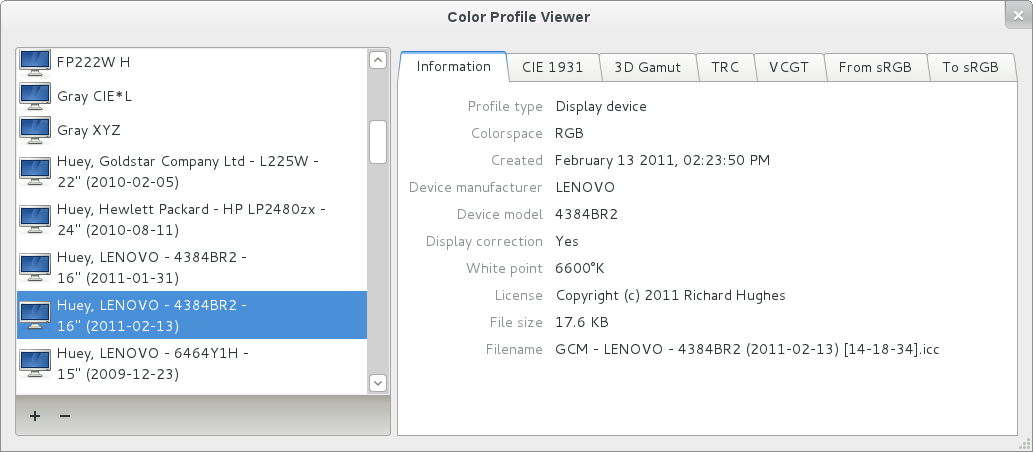 Color Profile Viewer
FP222W H
Gray CIE*L
Gray XYZ
Huey, Goldstar Company Ltd - L225W -
22" (2010-02-05)
Huey, Hewlett Packard - HP LP2480zx -
24" (2010-08-11)
Huey, LENOVO - 4384BR2 -
16" (2011-01-31)
Huey, LENOVO - 4384BR2 -
16" (2011-02-13)
Huey, LENOVO - 6464Y1H -
15" (2009-12-23)
Information CIE 1931 3D Gamut TRC VCGT From sRGB To sRGB
Profile type Display device
Colorspace RGB
Created February 13 2011, 02:23:50 PM
Device manufacturer LENOVO
Device model 4384BR2
Display correction Yes
White point 6600°K
License Copyright (c) 2011 Richard Hughes
File size 17.6 KB
Filename GCM - LENOVO - 4384BR2 (2011-02-13) [14-18-34].icc